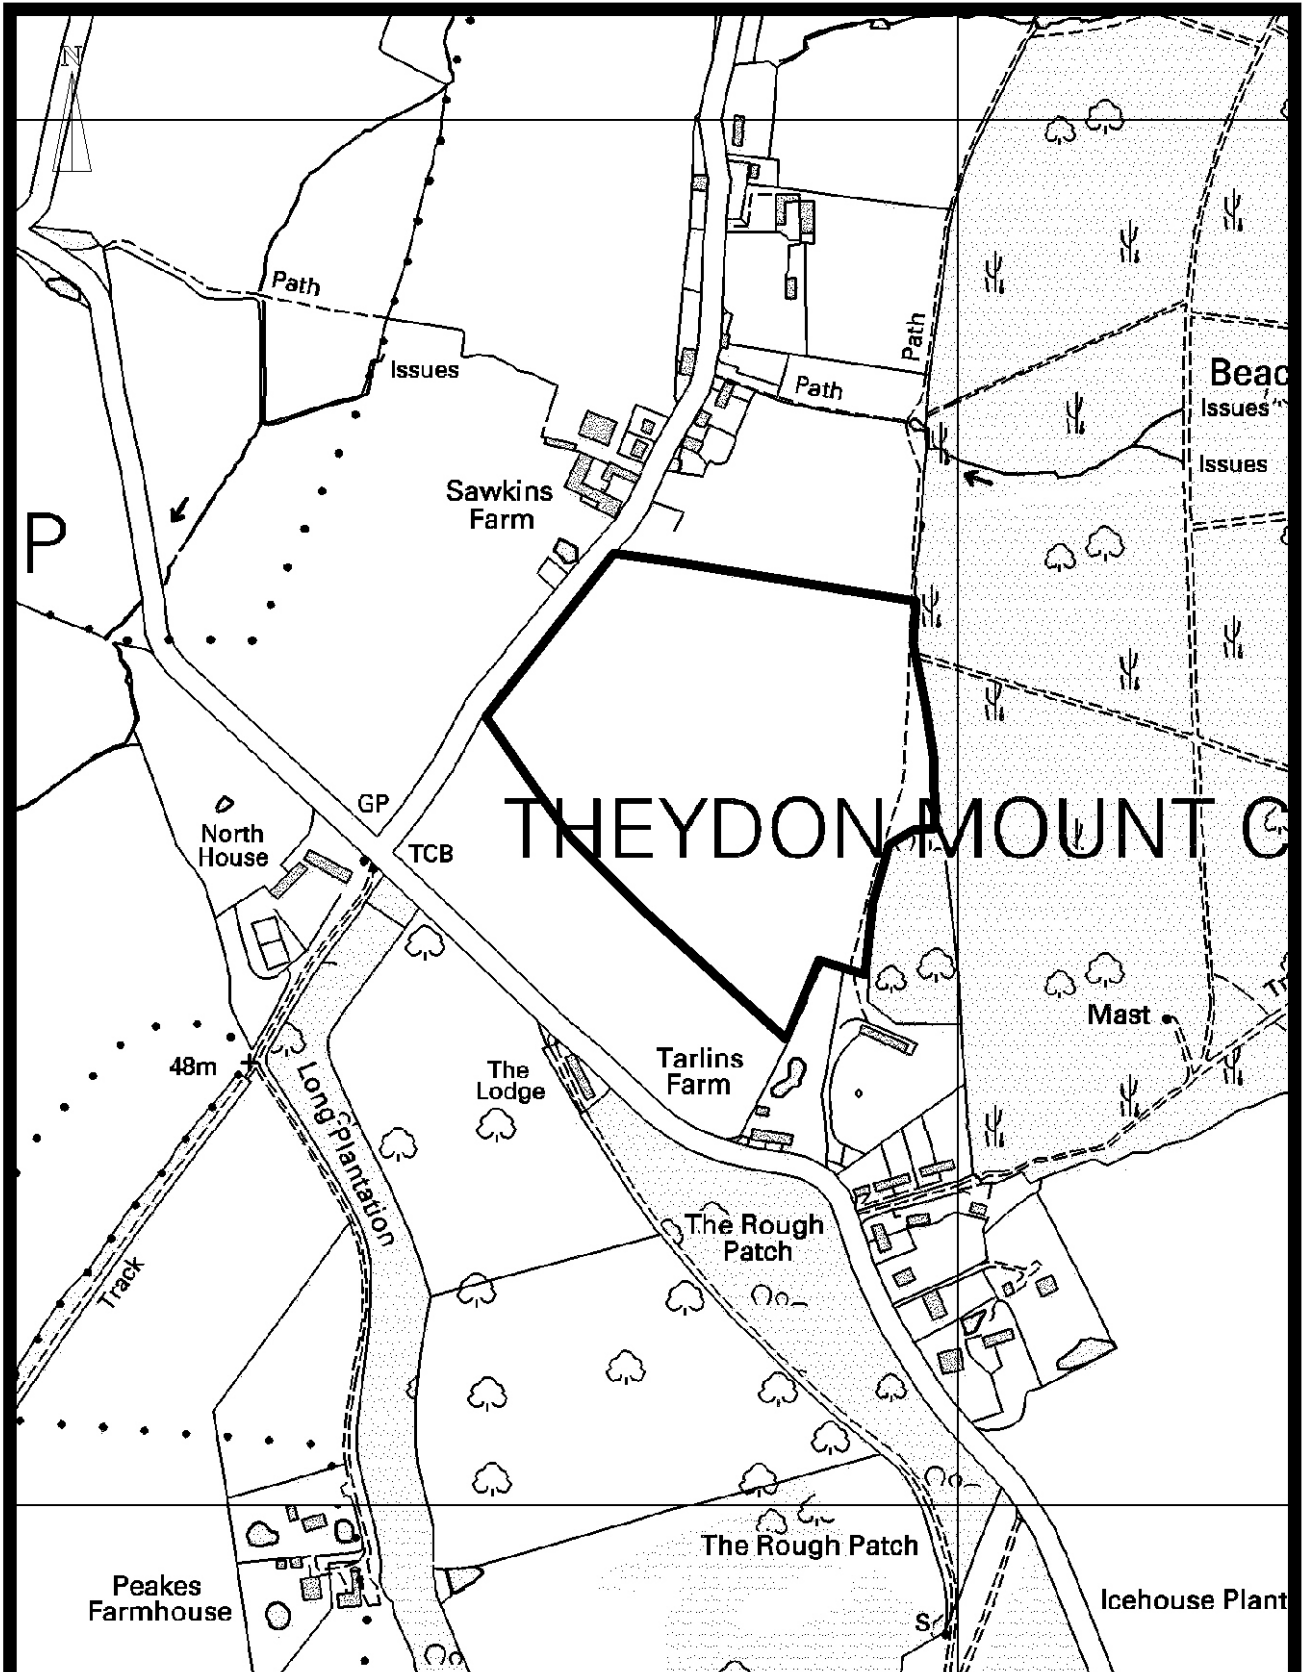 N
Path
Path
Issues
Path
Beac
Issues
Issues
Sawkins
Farm
P
GP
THEYDON MOUNT C
North
House
TCB
Mast
Tr
48m
The
Lodge
Tarlins
Farm
Long Plantation
The Rough
Patch
Track
The Rough Patch
Peakes
Farmhouse
Icehouse Plant
S